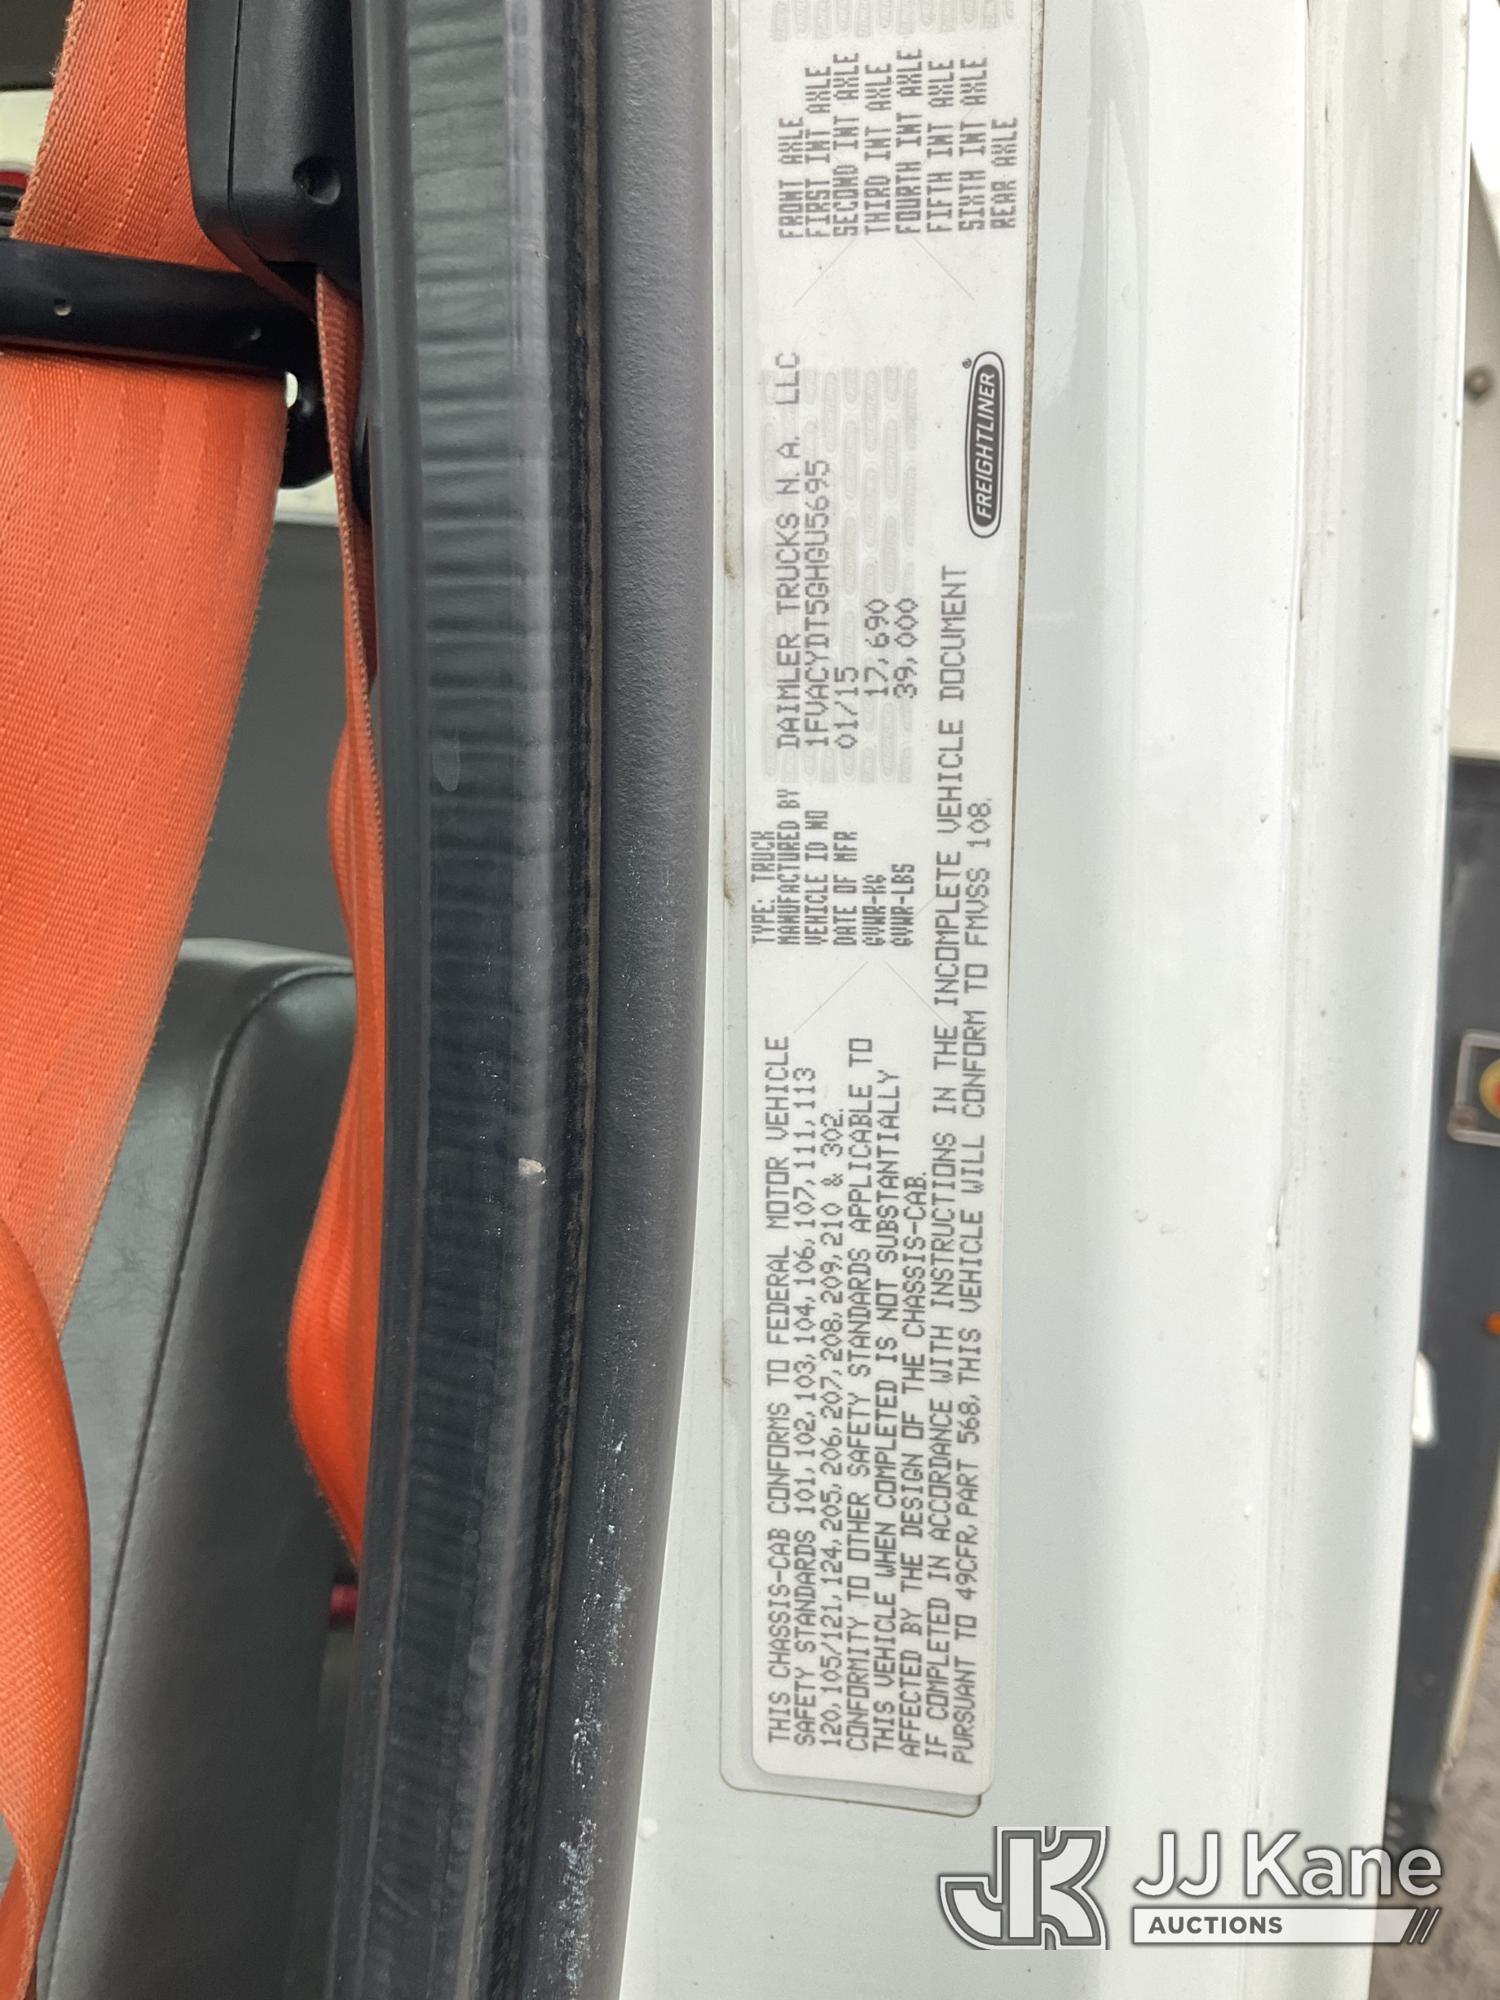 THIS CHASSIS-CAB CONFORMS TO FEDERAL MOTOR VEHICLE
SAFETY STANDARDS 101, 102, 103, 104, 106, 107, 111, 113
120, 105/121, 124, 205, 206, 207, 208, 209, 210 & 302.
CONFORMITY TO OTHER SAFETY STANDARDS APPLICABLE TO
THIS VEHICLE WHEN COMPLETED IS NOT SUBSTANTIALLY
AFFECTED BY THE DESIGN OF THE CHASSIS-CAB.
IF COMPLETED IN ACCORDANCE WITH INSTRUCTIONS IN THE INCOMPLETE VEHICLE DOCUMENT
PURSUANT TO 49CFR, PART 568, THIS VEHICLE WILL CONFORM TO FMVSS 108.
TYPE: TRUCK
MANUFACTURED BY DAIMLER TRUCKS N.A. LLC
VEHICLE ID NO 1FVACYDT5GHGU5695
DATE OF MFR 01/15
GVWR-KG 17,690
GVWR-LBS 39,000
FREIGHTLINER®
FRONT AXLE
FIRST INT AXLE
SECOND INT AXLE
THIRD INT AXLE
FOURTH INT AXLE
FIFTH INT AXLE
SIXTH INT AXLE
REAR AXLE
JK JJ Kane
AUCTIONS